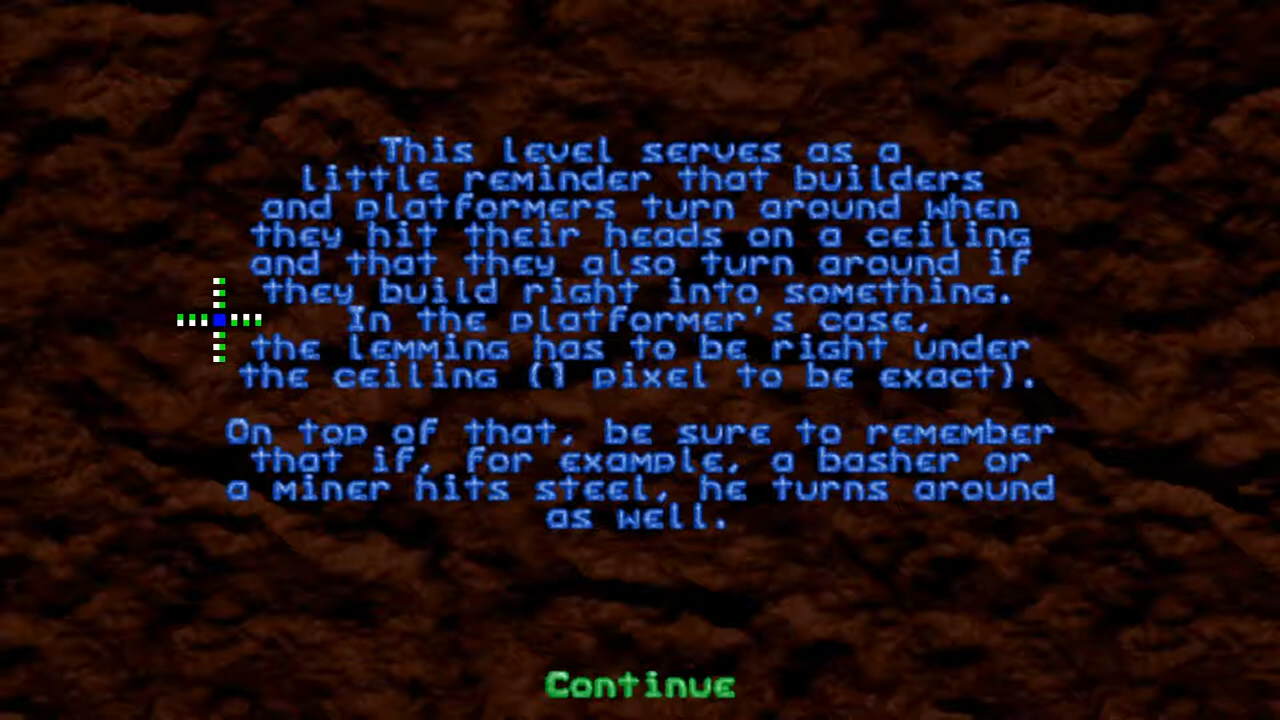 This level serves as a
little reminder that builders
and platformers turn around when
they hit their heads on a ceiling
and that they also turn around if
they build right into something.
In the platformer's case,
the lemming has to be right under
the ceiling (1 pixel to be exact).
On top of that, be sure to remember
that if, for example, a basher or
a miner hits steel, he turns around
as well.
Continue